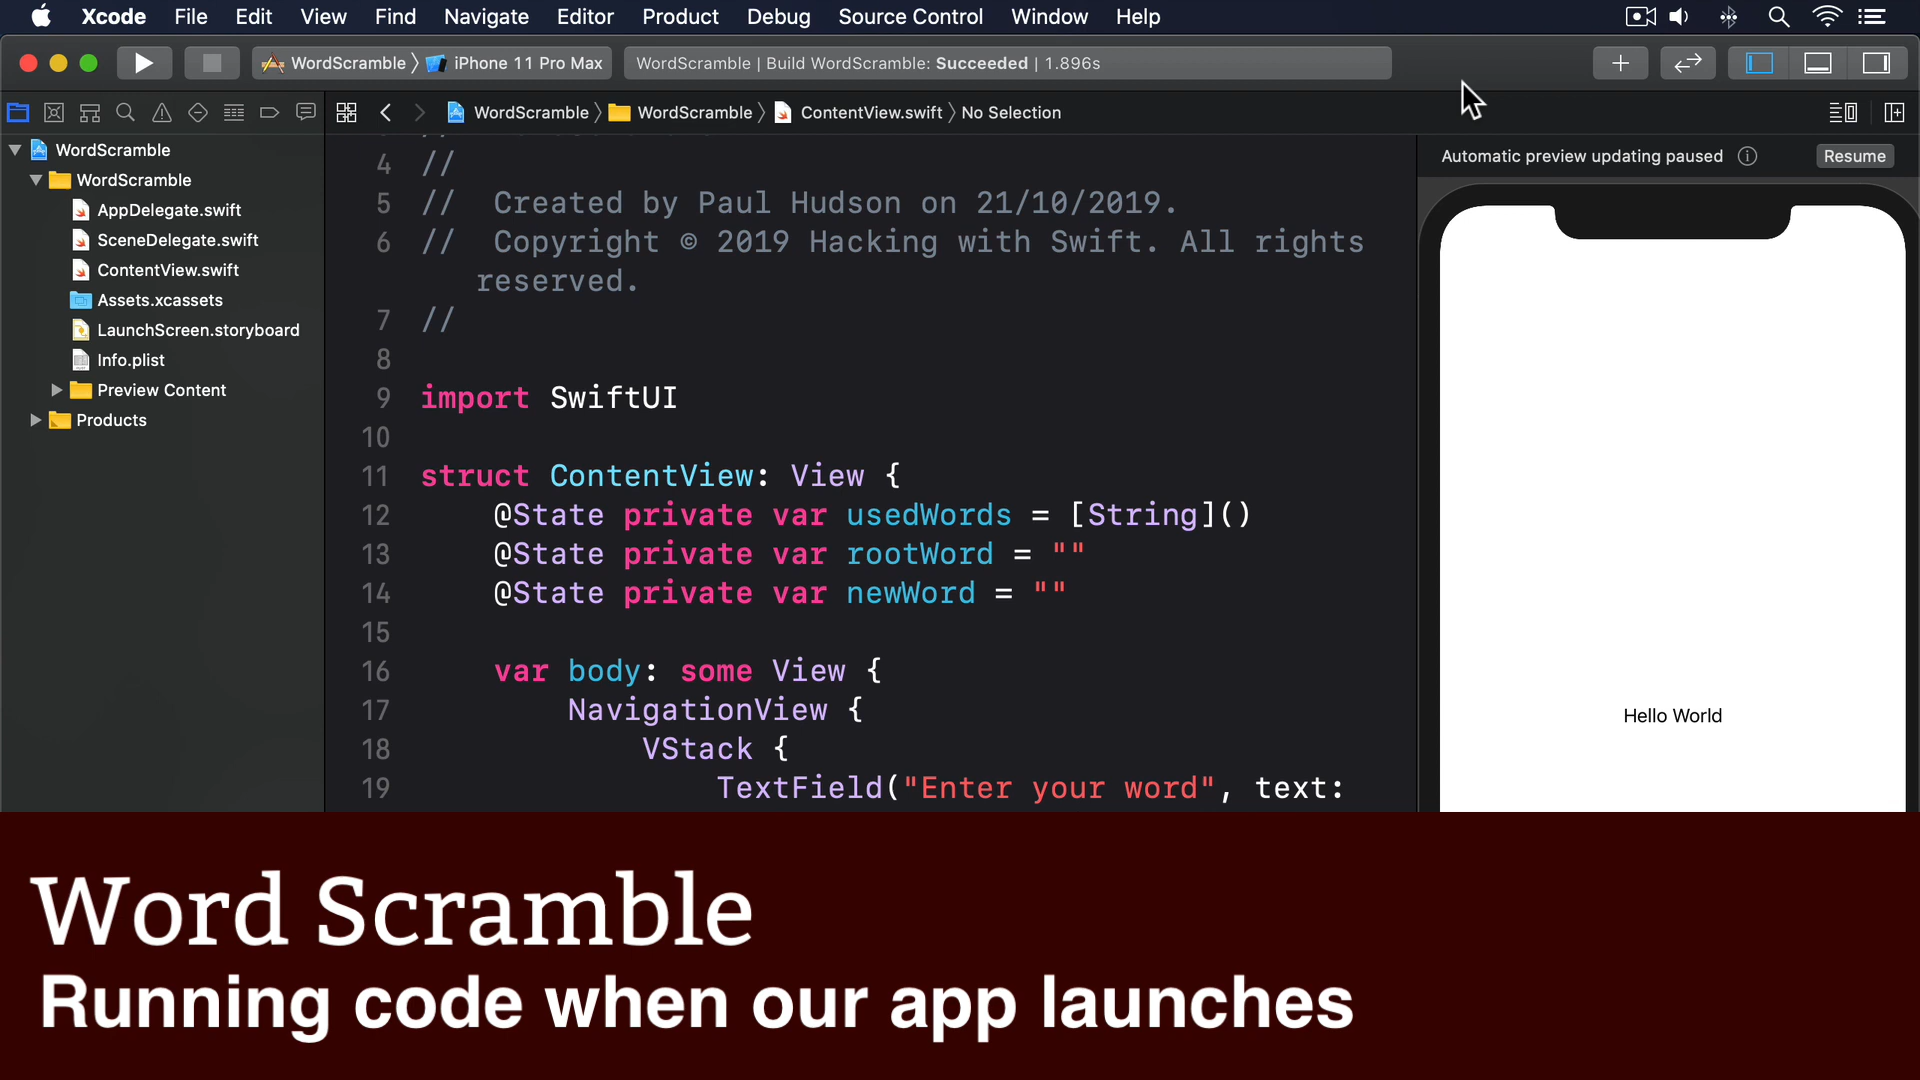 Xcode File Edit View Find Navigate Editor Product Debug Source Control Window Help
WordScramble iPhone 11 Pro Max WordScramble | Build WordScramble: Succeeded | 1.896s
WordScramble WordScramble ContentView.swift No Selection
WordScramble
WordScramble
AppDelegate.swift
SceneDelegate.swift
ContentView.swift
Assets.xcassets
LaunchScreen.storyboard
Info.plist
Preview Content
Products
4 //
5 // Created by Paul Hudson on 21/10/2019.
6 // Copyright © 2019 Hacking with Swift. All rights
reserved.
7 //
8
9 import SwiftUI
10
11 struct ContentView: View {
12 @State private var usedWords = [String]()
13 @State private var rootWord = ""
14 @State private var newWord = ""
15
16 var body: some View {
17 NavigationView {
18 VStack {
19 TextField("Enter your word", text:
Automatic preview updating paused Resume
Hello World
Word Scramble
Running code when our app launches